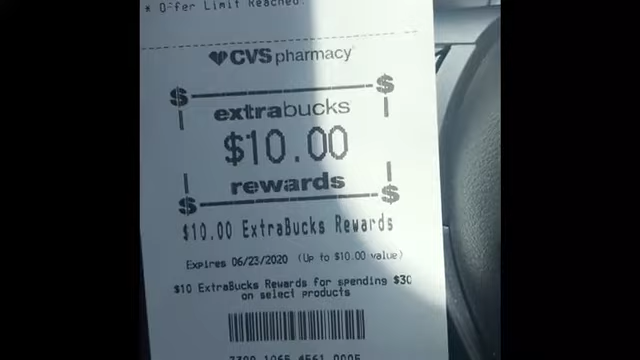 * Offer Limit Reached.
CVS pharmacy
$ $
extrabucks
$10.00
rewards
$ $
$10.00 ExtraBucks Rewards
Expires 06/23/2020 (Up to $10.00 value)
$10 ExtraBucks Rewards for spending $30
on select products